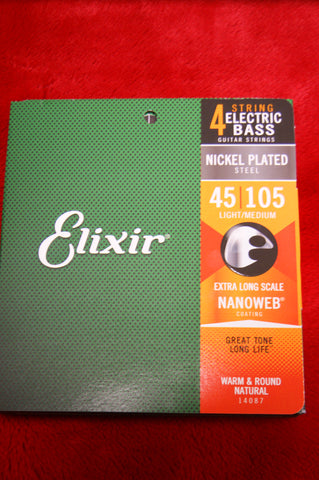 4 STRING
ELECTRIC
BASS
GUITAR STRINGS
NICKEL PLATED
STEEL
45|105
LIGHT/MEDIUM
Elixir®
EXTRA LONG SCALE
NANOWEB®
COATING
GREAT TONE
LONG LIFE
WARM & ROUND
NATURAL
14087